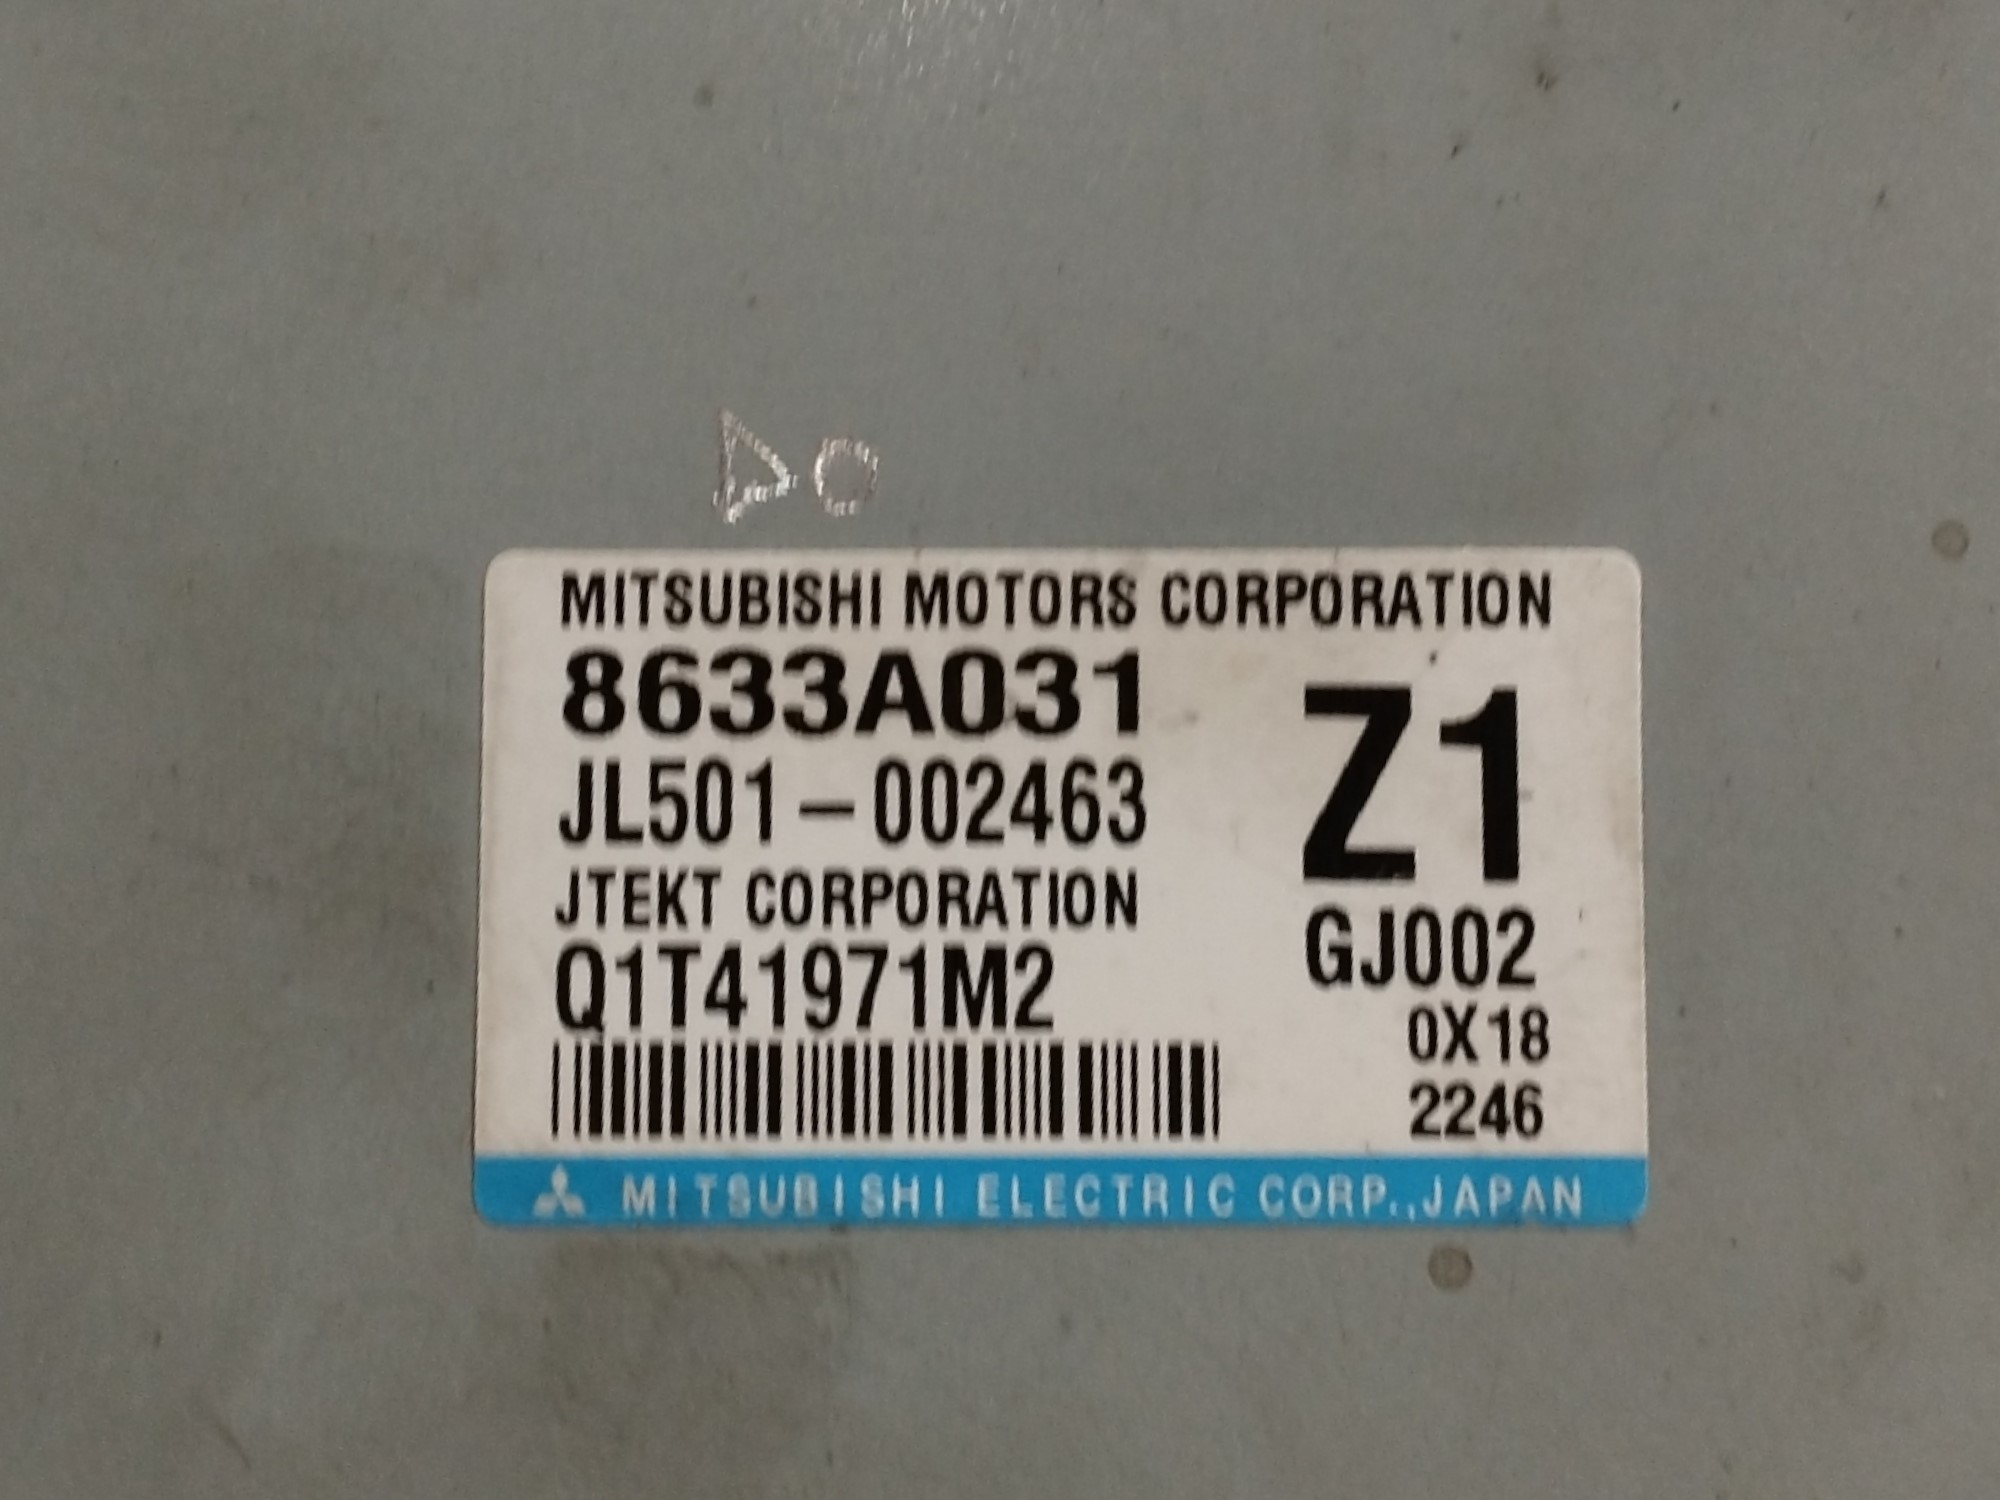 MITSUBISHI MOTORS CORPORATION
8633A031
Z1
JL501-002463
JTEKT CORPORATION
GJ002
Q1T41971M2
0X18
2246
MITSUBISHI ELECTRIC CORP.,JAPAN